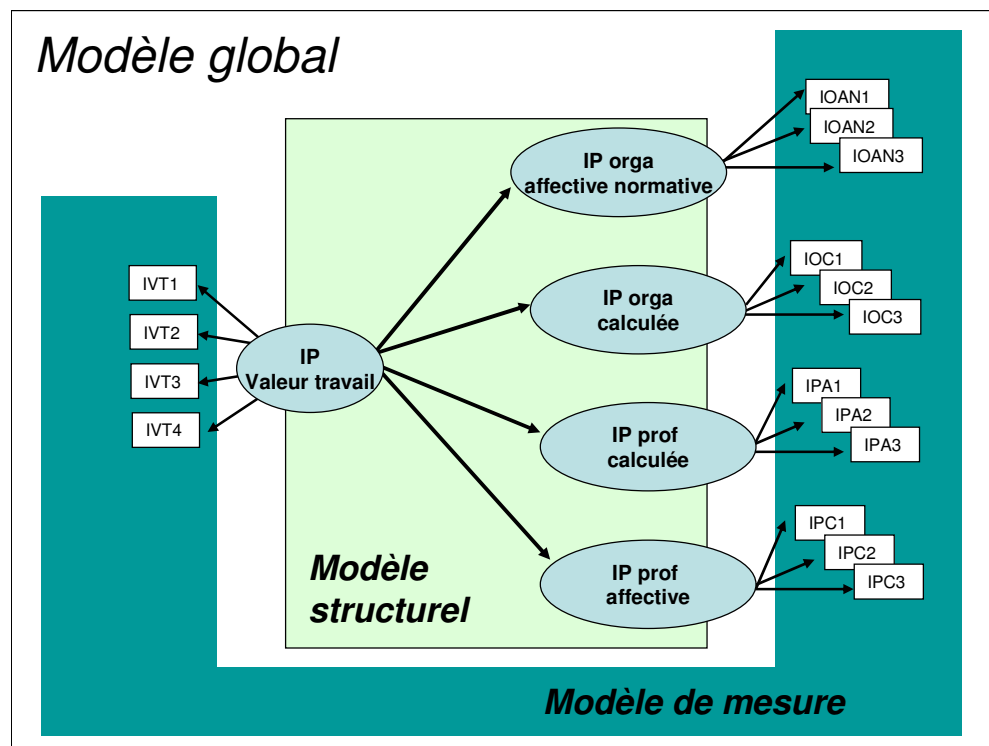 Modèle global
IOAN1
IOAN2
IOAN3
IP orga
affective normative
IVT1
IVT2
IVT3
IVT4
IP
Valeur travail
IP orga
calculée
IOC1
IOC2
IOC3
IP prof
calculée
IPA1
IPA2
IPA3
IP prof
affective
IPC1
IPC2
IPC3
Modèle
structurel
Modèle de mesure